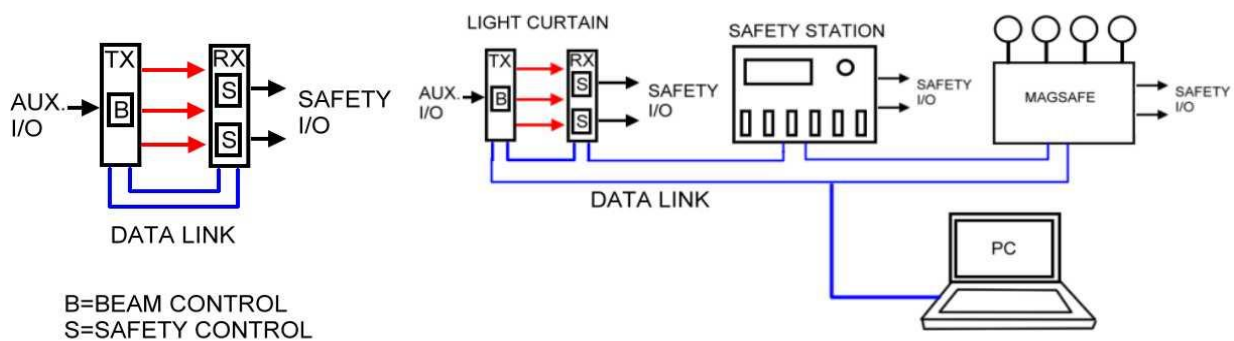 TX
RX
B
S
S
AUX.
I/O
SAFETY
I/O
DATA LINK
B=BEAM CONTROL
S=SAFETY CONTROL
LIGHT CURTAIN
TX
RX
B
S
S
AUX.
I/O
SAFETY
I/O
SAFETY STATION
SAFETY
I/O
MAGSAFE
SAFETY
I/O
DATA LINK
PC